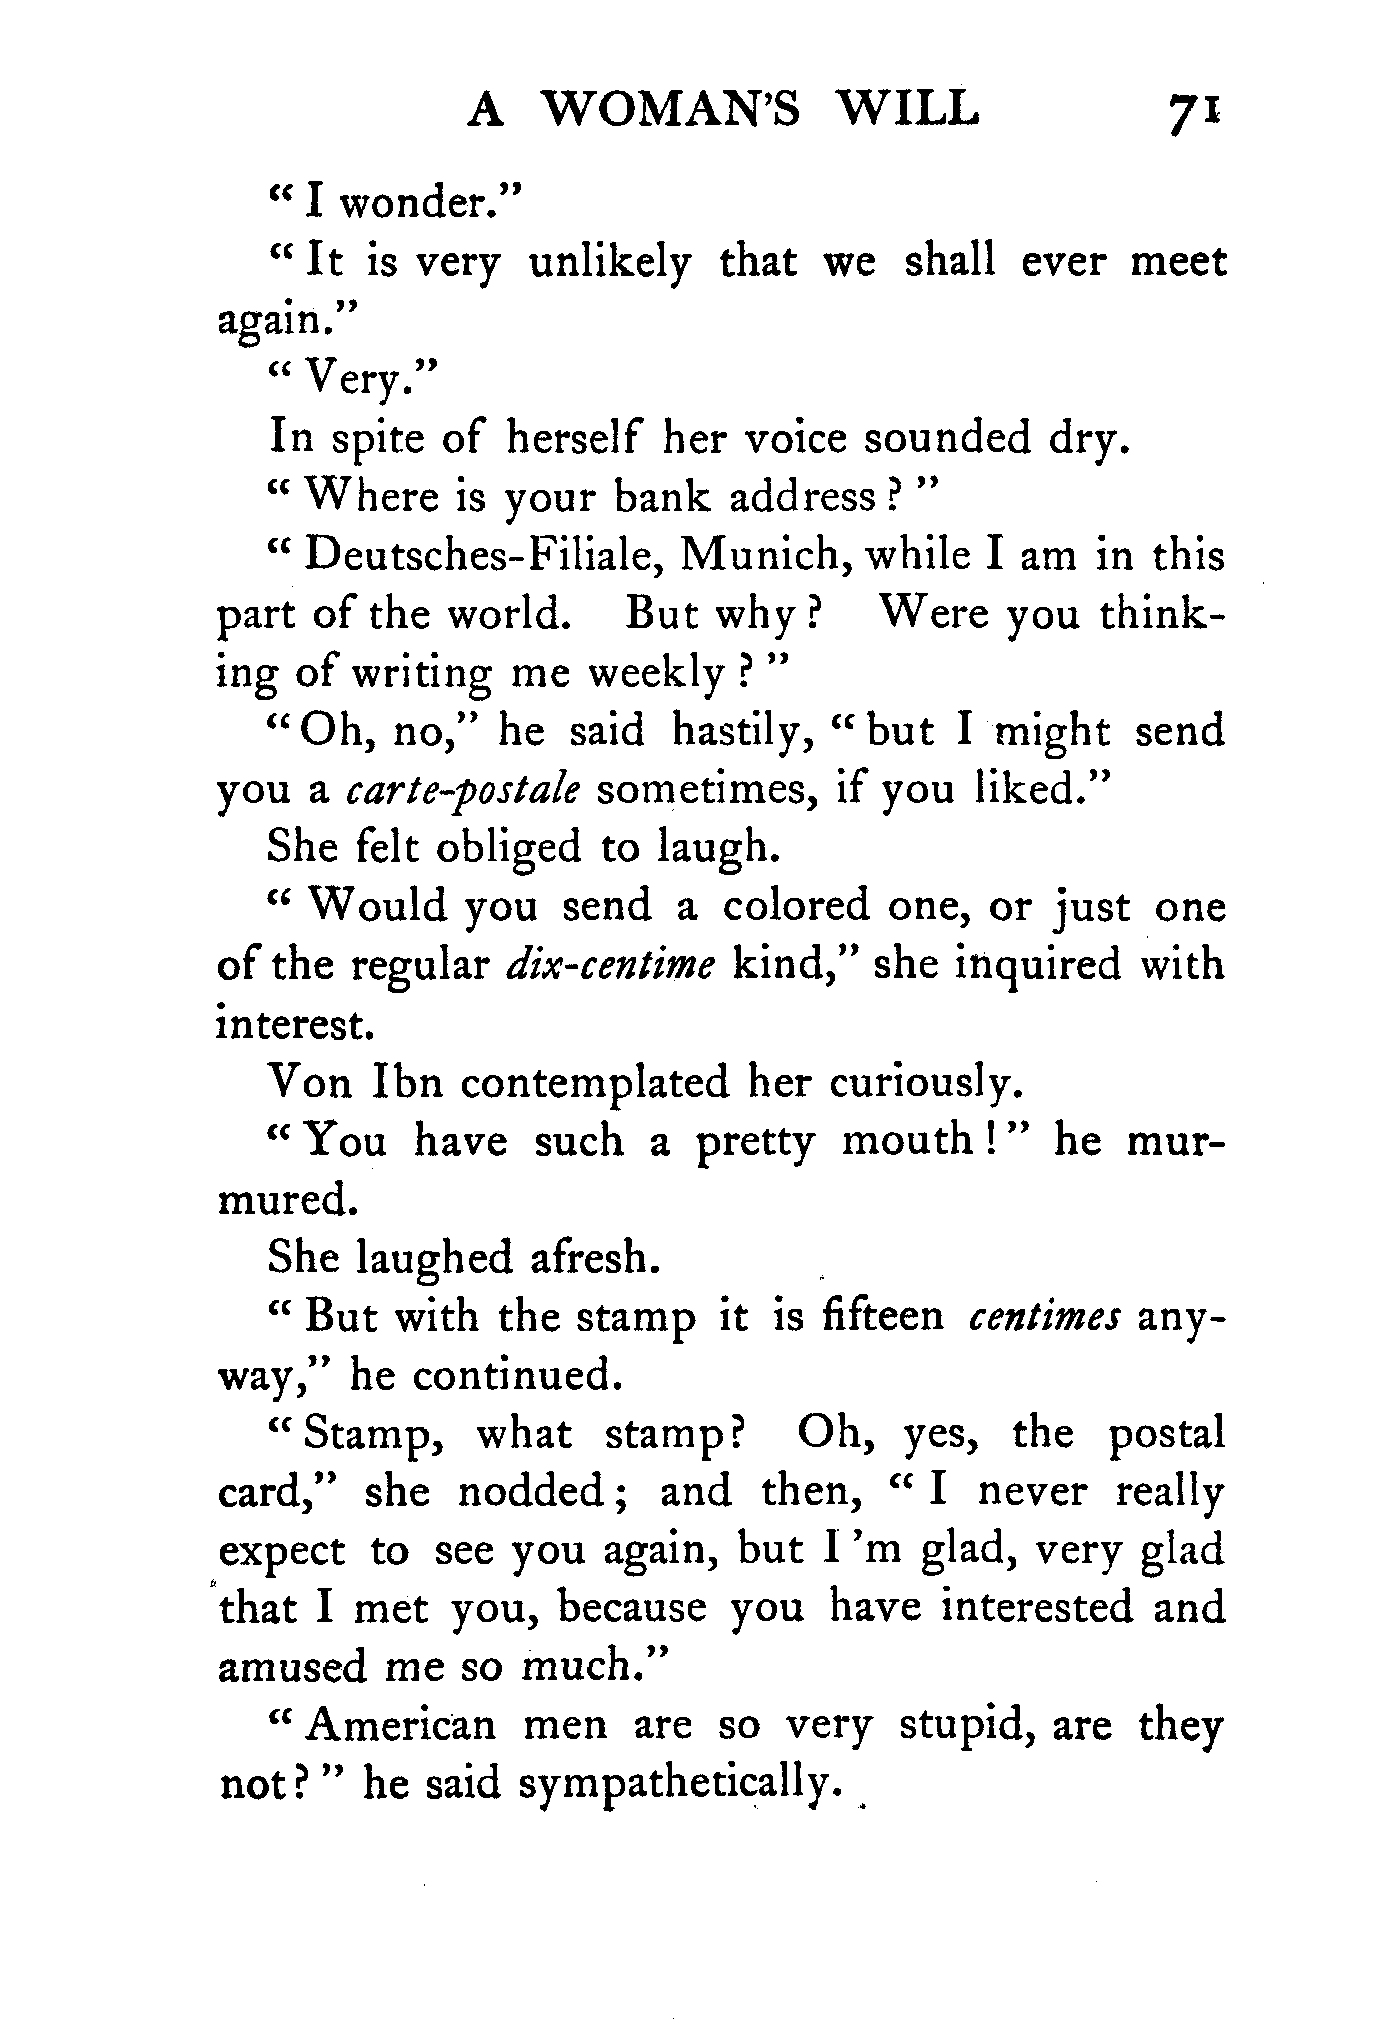 A WOMAN'S WILL 71
“ I wonder.”
“ It is very unlikely that we shall ever meet
again.”
“ Very.”
In spite of herself her voice sounded dry.
“ Where is your bank address ? ”
“ Deutsches-Filiale, Munich, while I am in this
part of the world. But why ? Were you think-
ing of writing me weekly ? ”
“ Oh, no,” he said hastily, “ but I might send
you a carte-postale sometimes, if you liked.”
She felt obliged to laugh.
“ Would you send a colored one, or just one
of the regular dix-centime kind,” she inquired with
interest.
Von Ibn contemplated her curiously.
“ You have such a pretty mouth ! ” he mur-
mured.
She laughed afresh.
“ But with the stamp it is fifteen centimes any-
way,” he continued.
“ Stamp, what stamp? Oh, yes, the postal
card,” she nodded ; and then, “ I never really
expect to see you again, but I 'm glad, very glad
that I met you, because you have interested and
amused me so much.”
“ American men are so very stupid, are they
not? ” he said sympathetically.